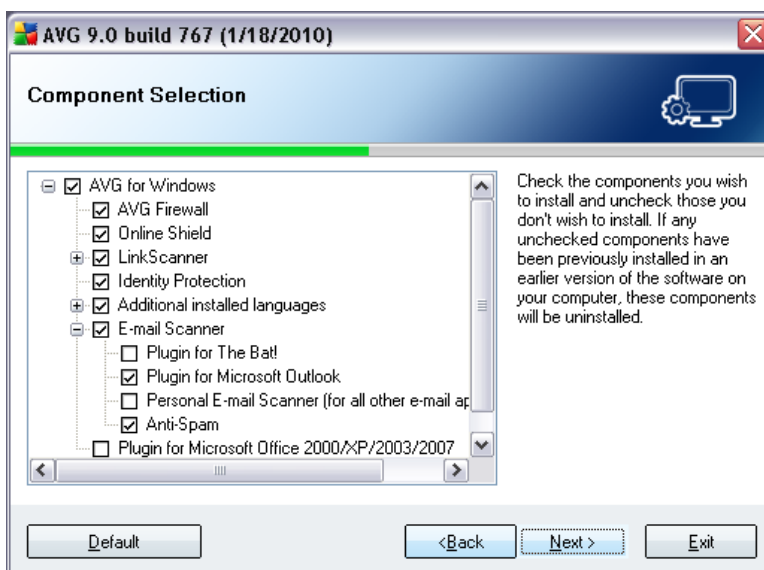 AVG 9.0 build 767 (1/18/2010)
Component Selection
AVG for Windows
AVG Firewall
Online Shield
LinkScanner
Identity Protection
Additional installed languages
E-mail Scanner
Plugin for The Bat!
Plugin for Microsoft Outlook
Personal E-mail Scanner (for all other e-mail ap
Anti-Spam
Plugin for Microsoft Office 2000/XP/2003/2007
Check the components you wish
to install and uncheck those you
don't wish to install. If any
unchecked components have
been previously installed in an
earlier version of the software on
your computer, these components
will be uninstalled.
Default
<Back
Next >
Exit